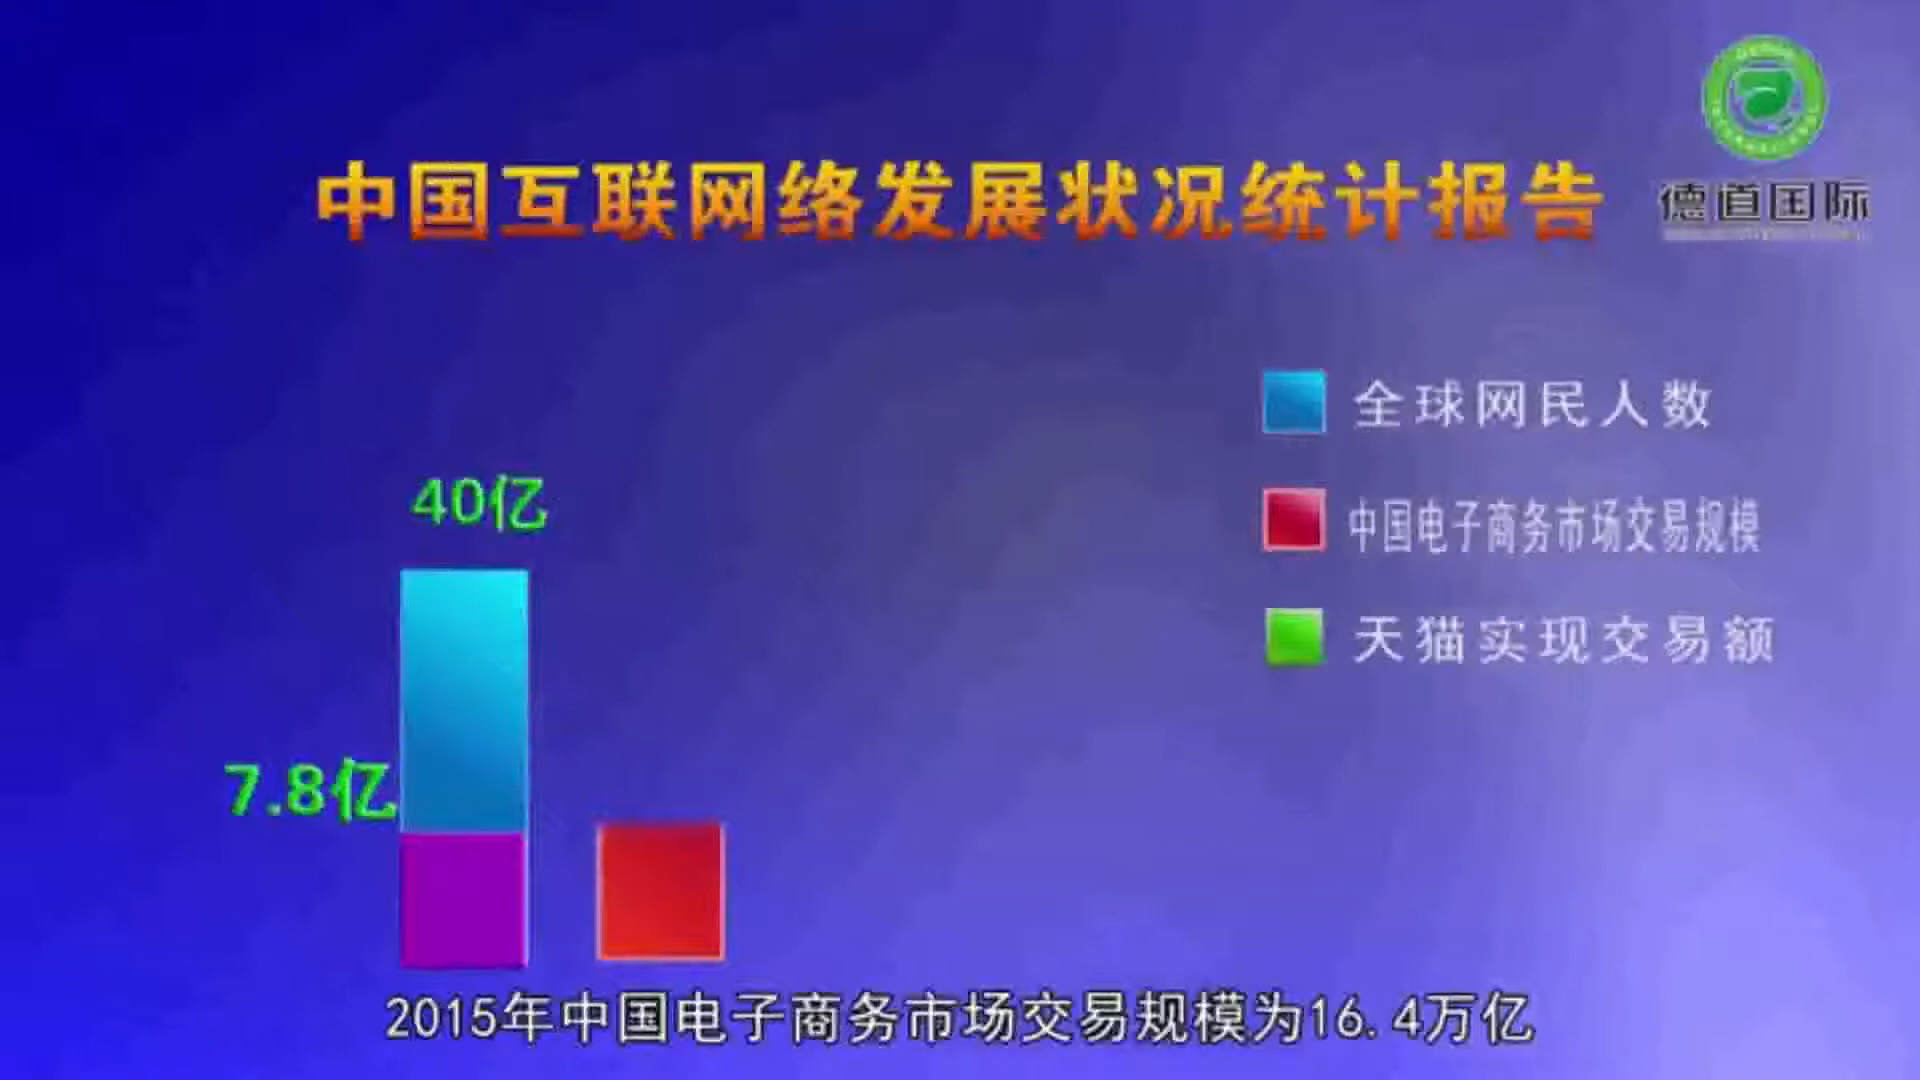 中国互联网络发展状况统计报告
德道国际
全球网民人数
中国电子商务市场交易规模
天猫实现交易额
40亿
7.8亿
2015年中国电子商务市场交易规模为16.4万亿